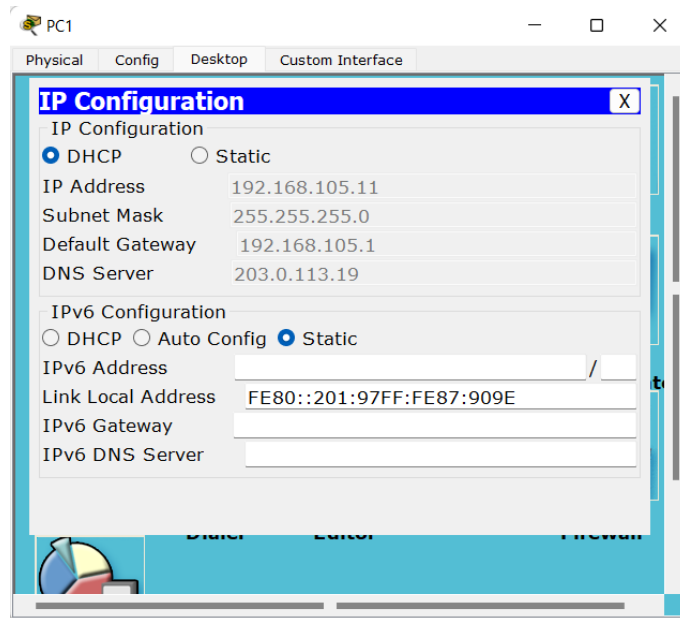 PC1
Physical Config Desktop Custom Interface
IP Configuration X
IP Configuration
DHCP Static
IP Address 192.168.105.11
Subnet Mask 255.255.255.0
Default Gateway 192.168.105.1
DNS Server 203.0.113.19
IPv6 Configuration
DHCP Auto Config Static
IPv6 Address /
Link Local Address FE80::201:97FF:FE87:909E
IPv6 Gateway
IPv6 DNS Server
Dialer Editor Firewall